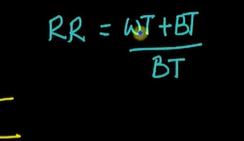 RR = WT + BT
BT